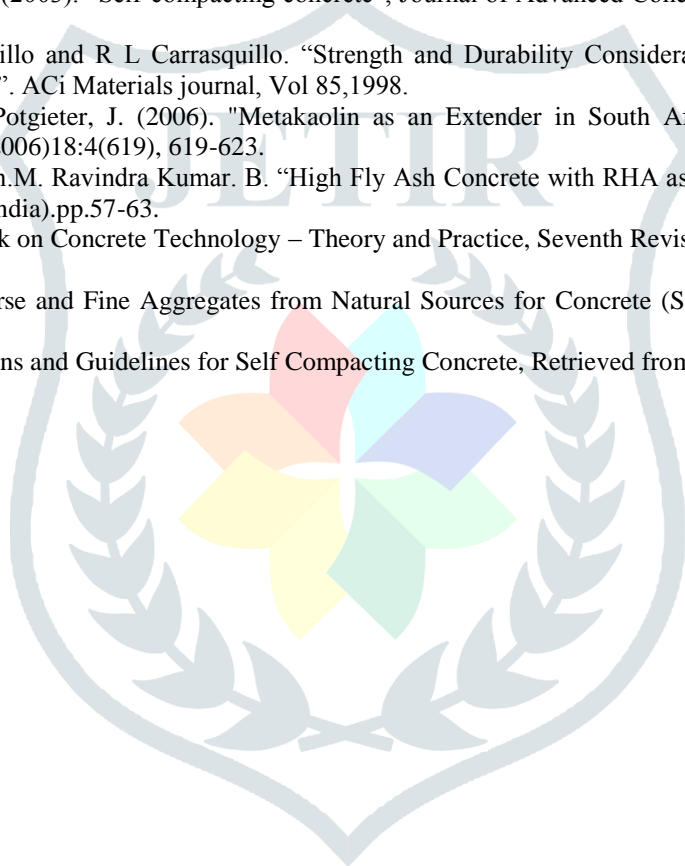 (2003). "Self-compacting concrete", Journal of Advanced Conc
illo and R L Carrasquillo. “Strength and Durability Considera
”. ACi Materials journal, Vol 85,1998.
Potgieter, J. (2006). "Metakaolin as an Extender in South Af
2006)18:4(619), 619-623.
n.M. Ravindra Kumar. B. “High Fly Ash Concrete with RHA as
ndia).pp.57-63.
k on Concrete Technology – Theory and Practice, Seventh Revis
rse and Fine Aggregates from Natural Sources for Concrete (S
ns and Guidelines for Self Compacting Concrete, Retrieved from
JETIR